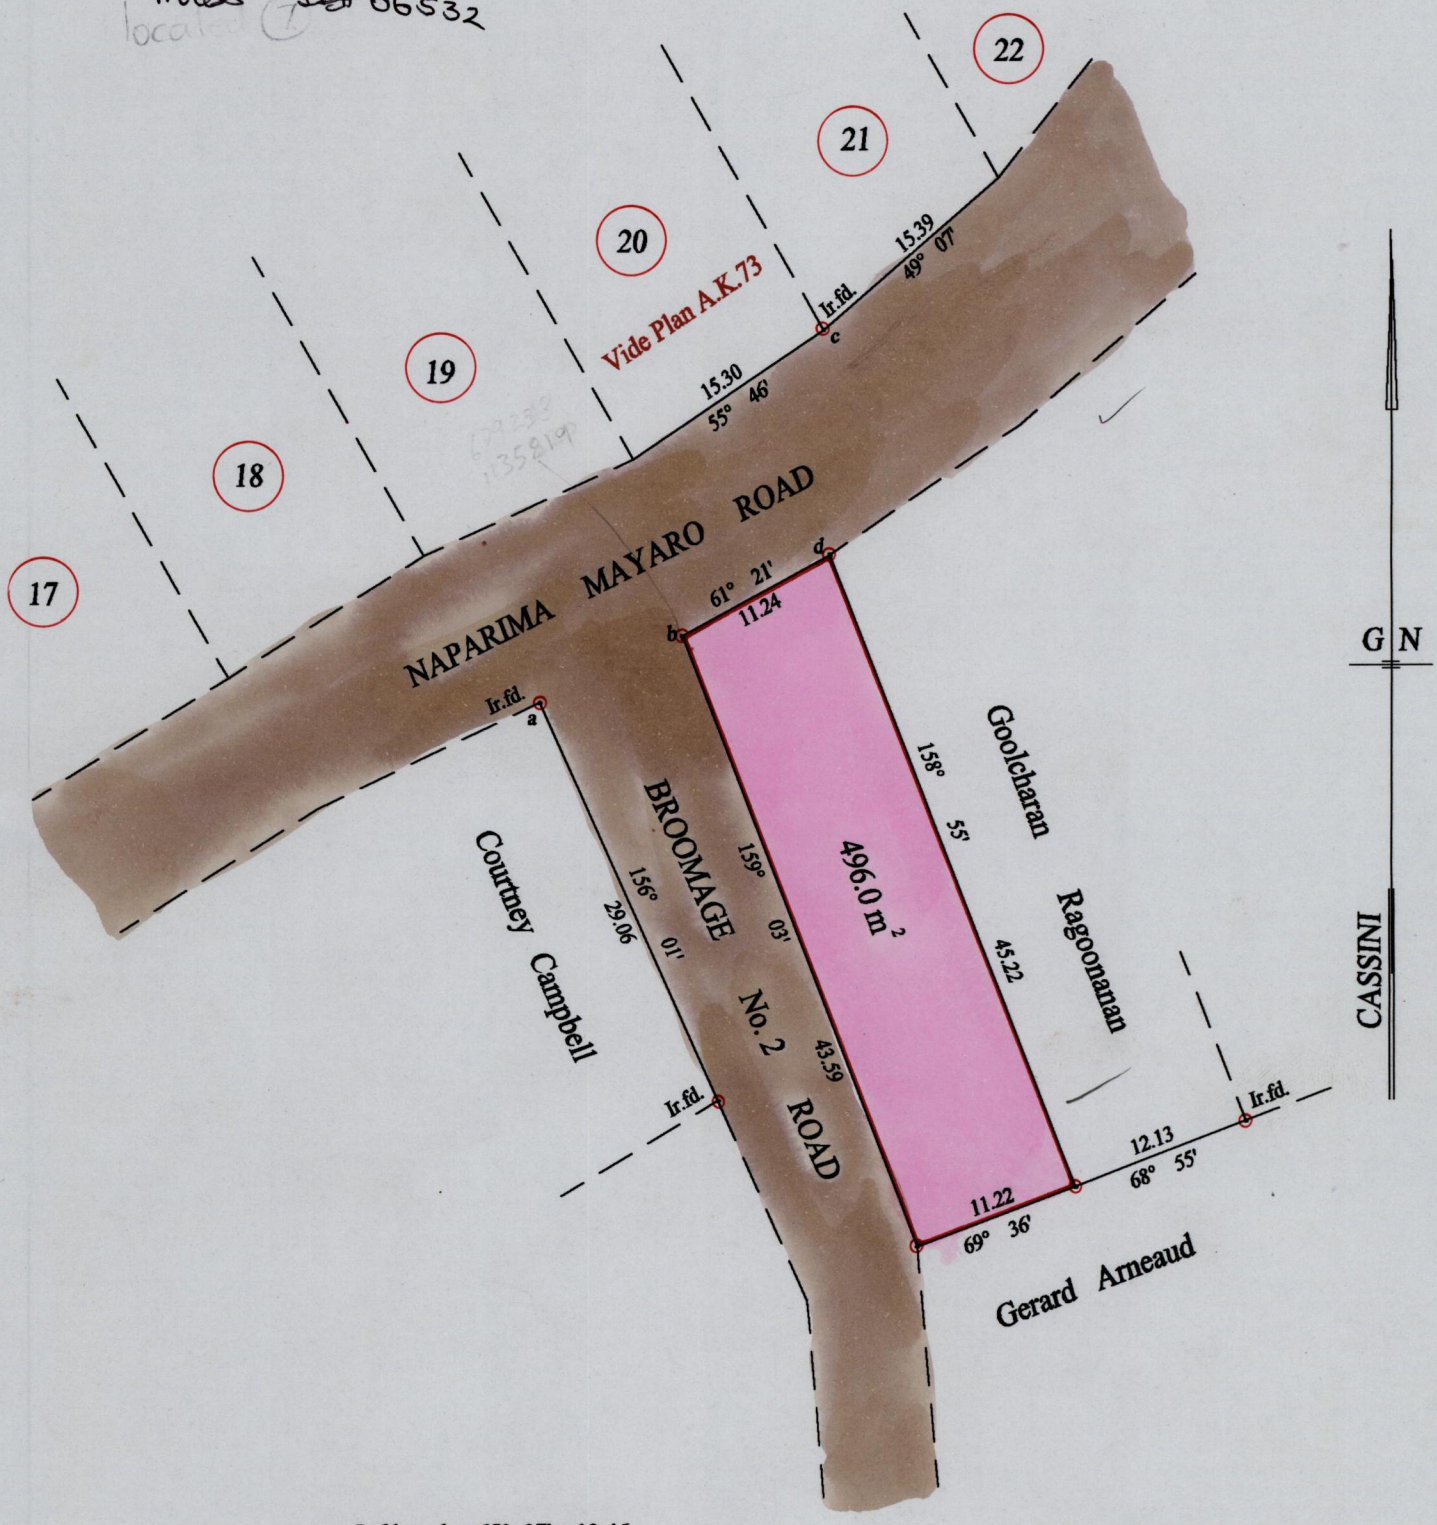 06532
located 7
22
21
20
19
18
17
Vide Plan A.K.73
15.39
49° 07'
Ir.fd.
c
15.30
55° 46'
NAPARIMA MAYARO ROAD
d
61° 21'
11.24
b
Ir.fd.
a
G N
CASSINI
Goolcharan Ragoonanan
158° 55'
45.22
496.0 m²
159° 03'
43.59
BROOMAGE No. 2 ROAD
156° 01'
29.06
Courtney Campbell
Ir.fd.
Ir.fd.
12.13
68° 55'
11.22
69° 36'
Gerard Arneaud